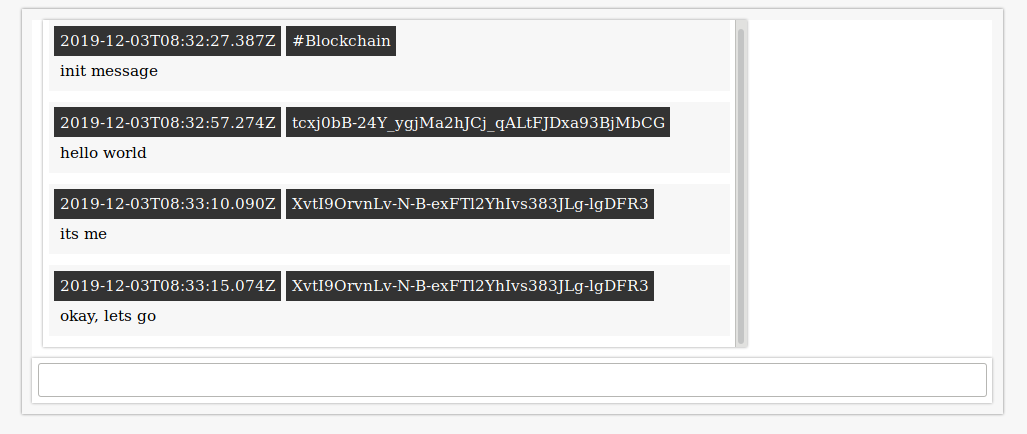 2019-12-03T08:32:27.387Z #Blockchain
init message
2019-12-03T08:32:57.274Z tcxj0bB-24Y_ygjMa2hJCj_qALtFJDxa93BjMbCG
hello world
2019-12-03T08:33:10.090Z XvtI9OrvnLv-N-B-exFTl2YhIvs383JLg-lgDFR3
its me
2019-12-03T08:33:15.074Z XvtI9OrvnLv-N-B-exFTl2YhIvs383JLg-lgDFR3
okay, lets go